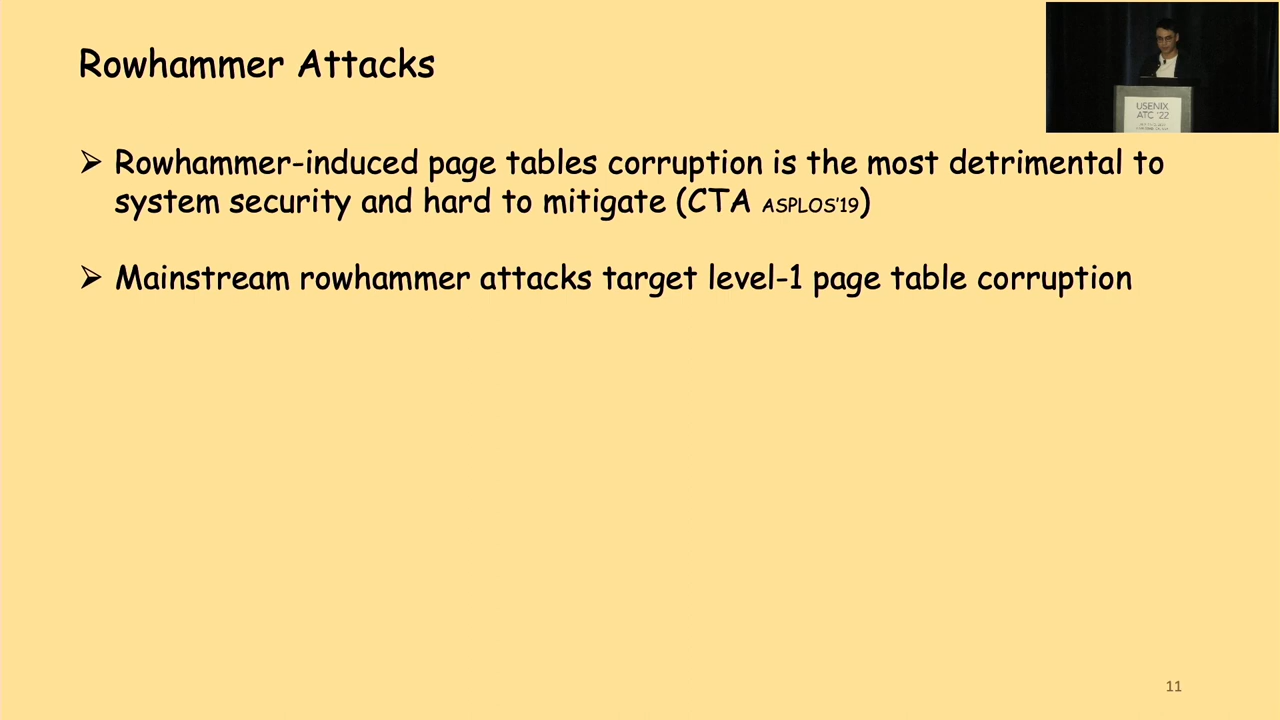 Rowhammer Attacks
USENIX
ATC '22
➢ Rowhammer-induced page tables corruption is the most detrimental to
system security and hard to mitigate (CTA ASPLOS'19)
➢ Mainstream rowhammer attacks target level-1 page table corruption
11